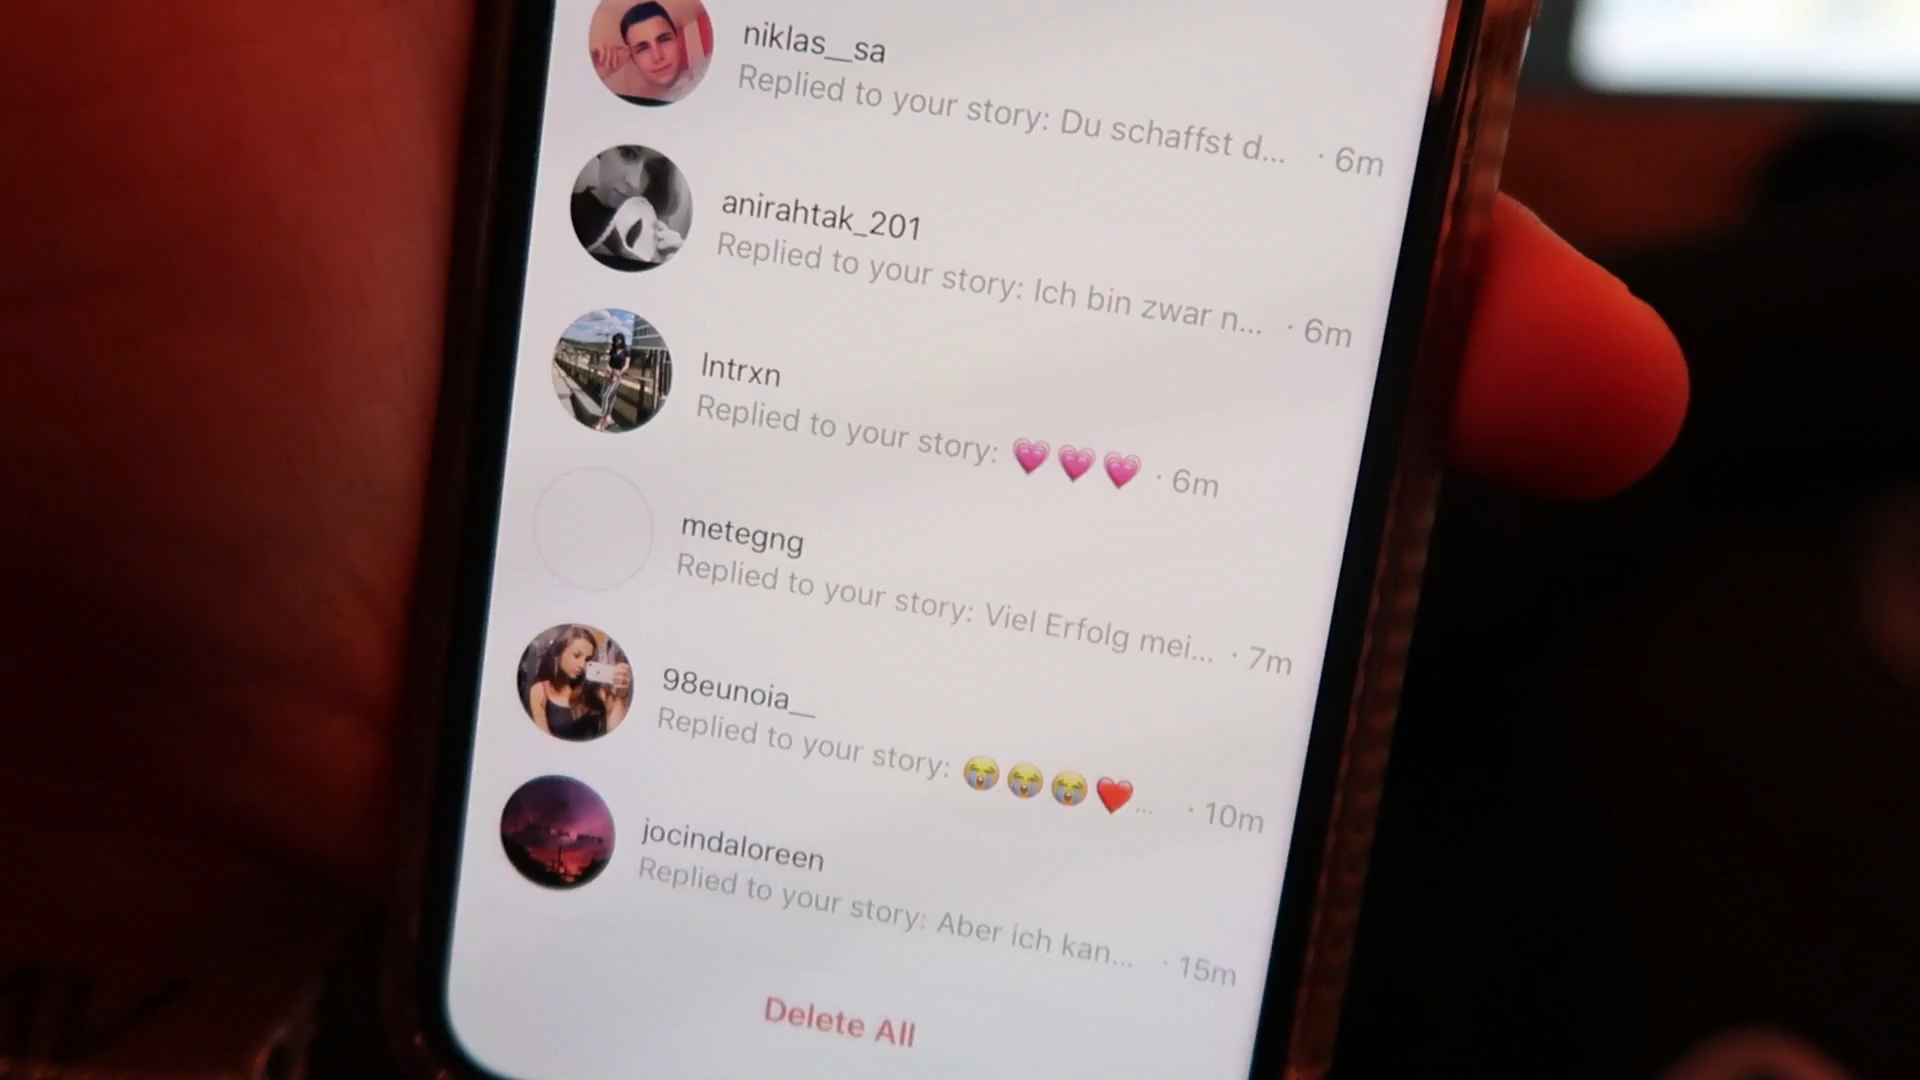 niklas__sa
Replied to your story: Du schaffst d... · 6m
anirahtak_201
Replied to your story: Ich bin zwar n... · 6m
lntrxn
Replied to your story: 💗💗💗 · 6m
metegng
Replied to your story: Viel Erfolg mei... · 7m
98eunoia__
Replied to your story: 😭😭😭❤️... · 10m
jocindaloreen
Replied to your story: Aber ich kan... · 15m
Delete All